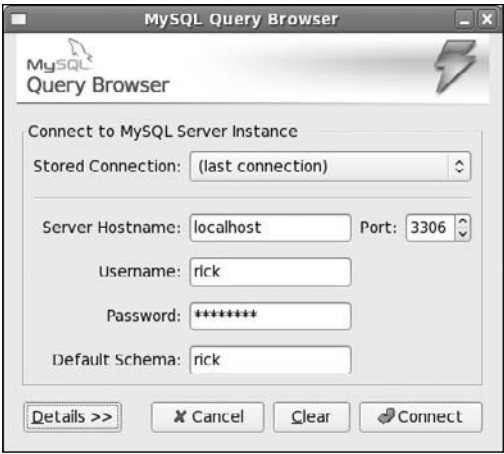 MySQL Query Browser
MySQL
Query Browser
Connect to MySQL Server Instance
Stored Connection: (last connection)
Server Hostname: localhost Port: 3306
Username: rick
Password: ********
Default Schema: rick
Details >> Cancel Clear Connect